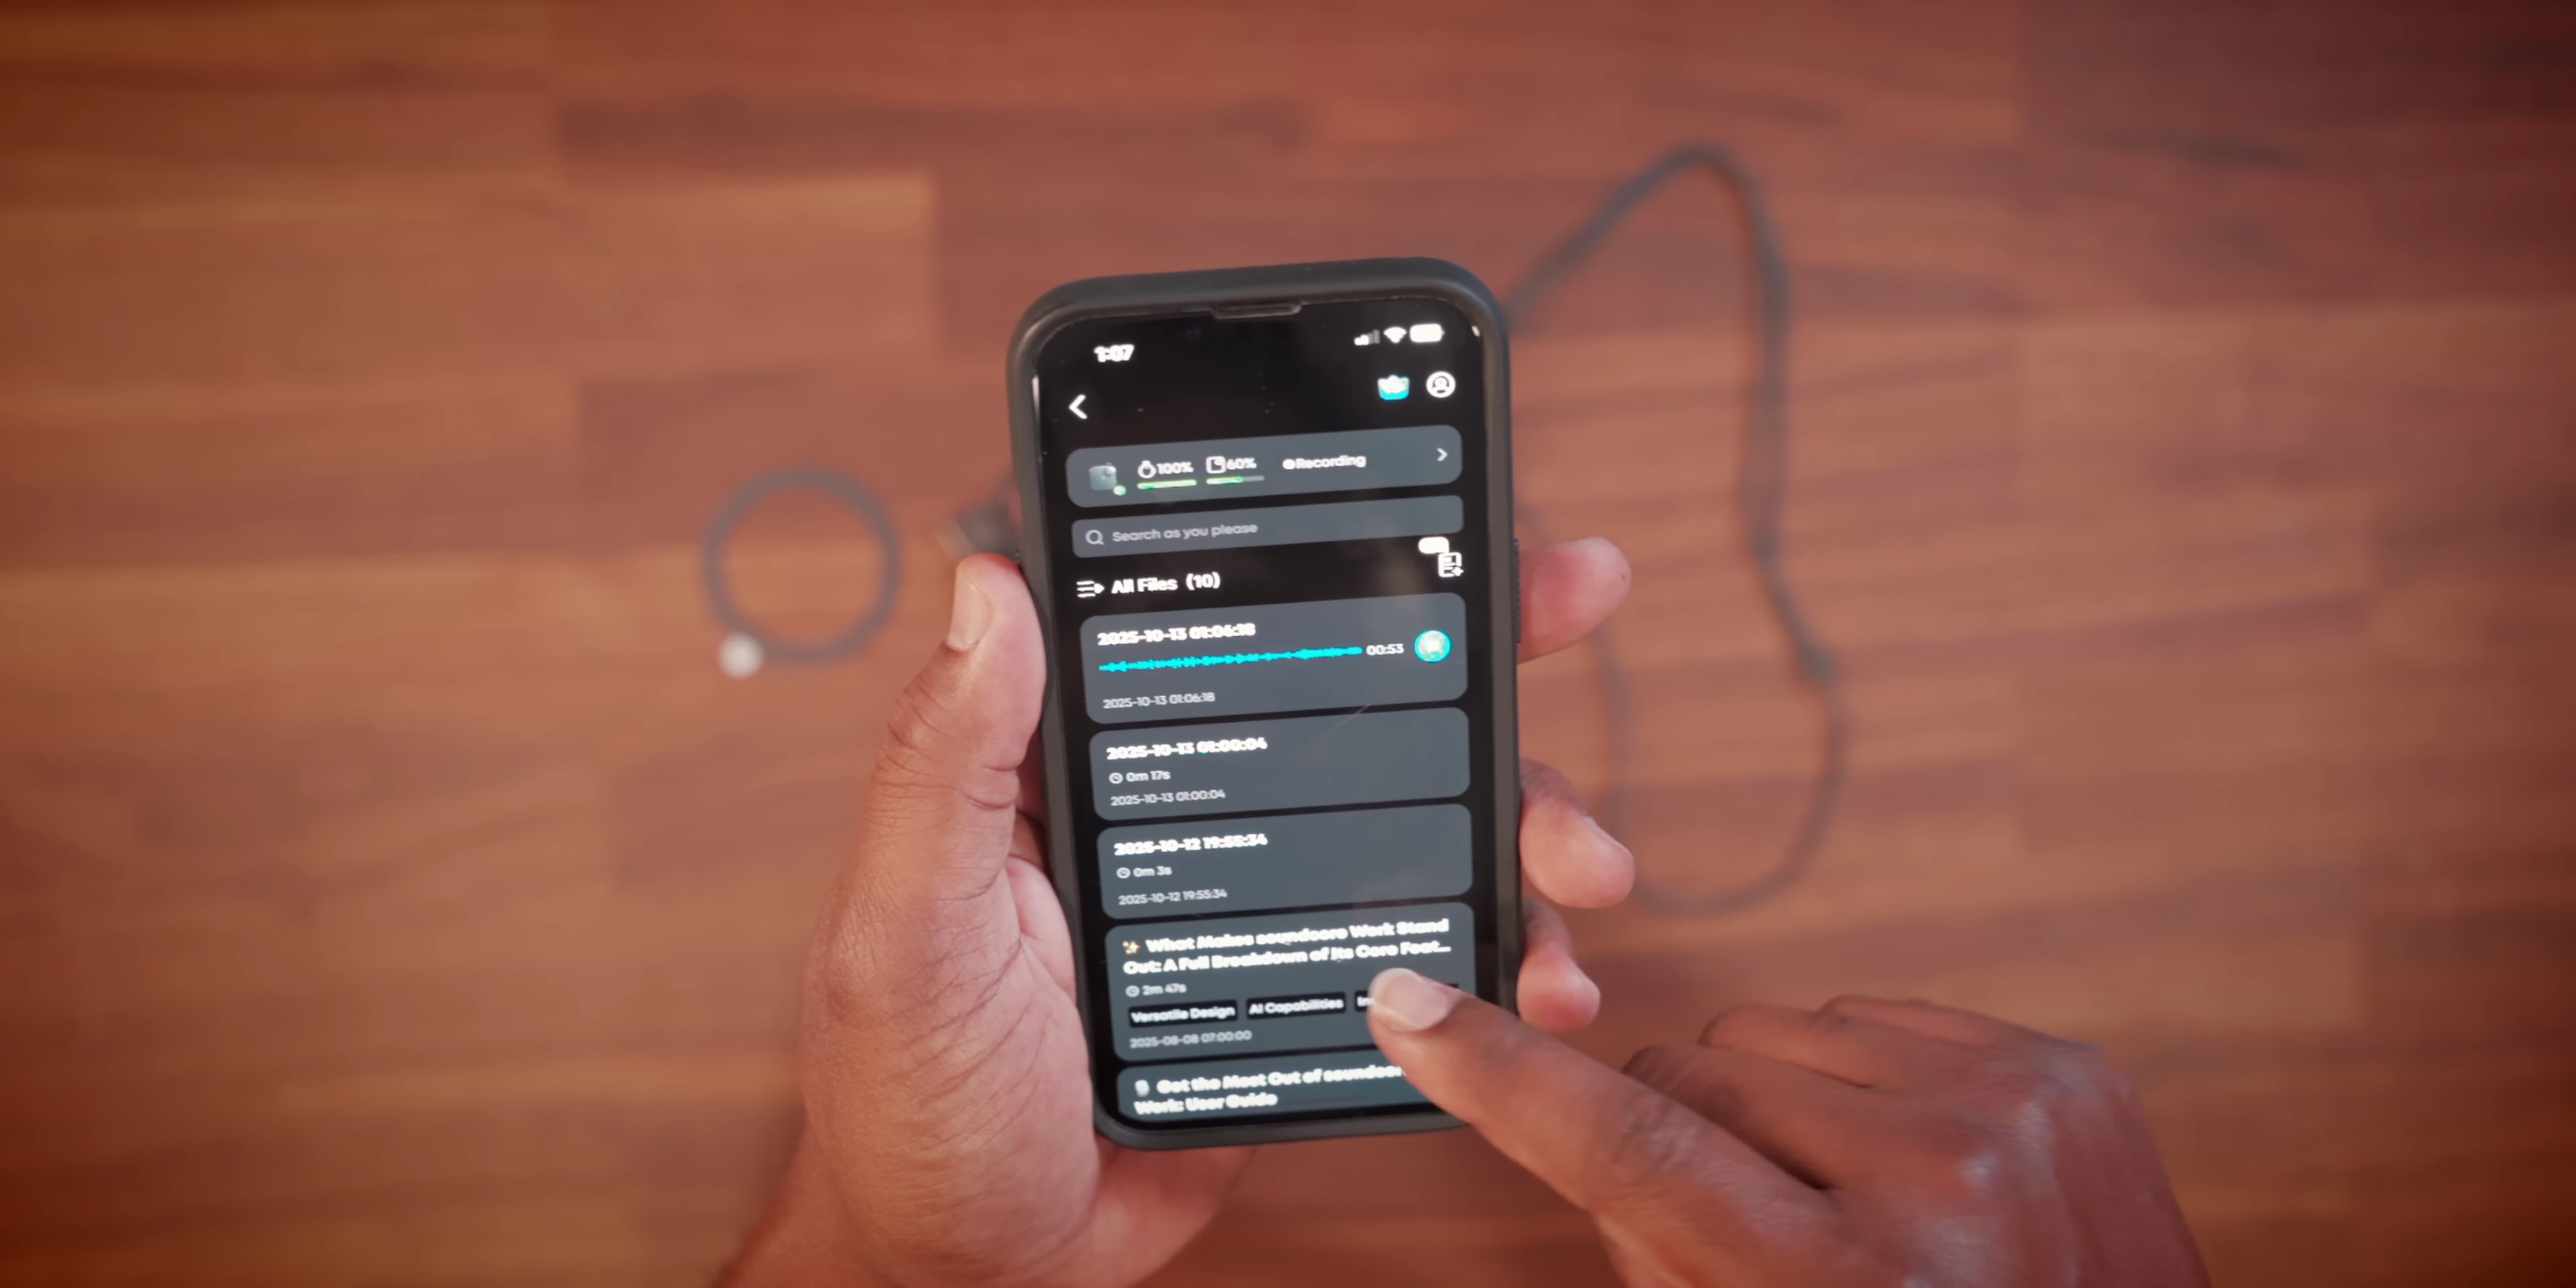 1:07
100% 60% Recording
Search as you please
All Files (10)
2025-10-13 01:06:18
00:53
2025-10-13 01:06:18
2025-10-13 01:00:04
0m 17s
2025-10-13 01:00:04
2025-10-12 19:55:34
0m 3s
2025-10-12 19:55:34
What Makes soundcore Work Stand
Out: A Full Breakdown of Its Core Feat...
2m 47s
Versatile Design AI Capabilities
2025-08-08 07:00:00
Get the Most Out of
Work: User Guide